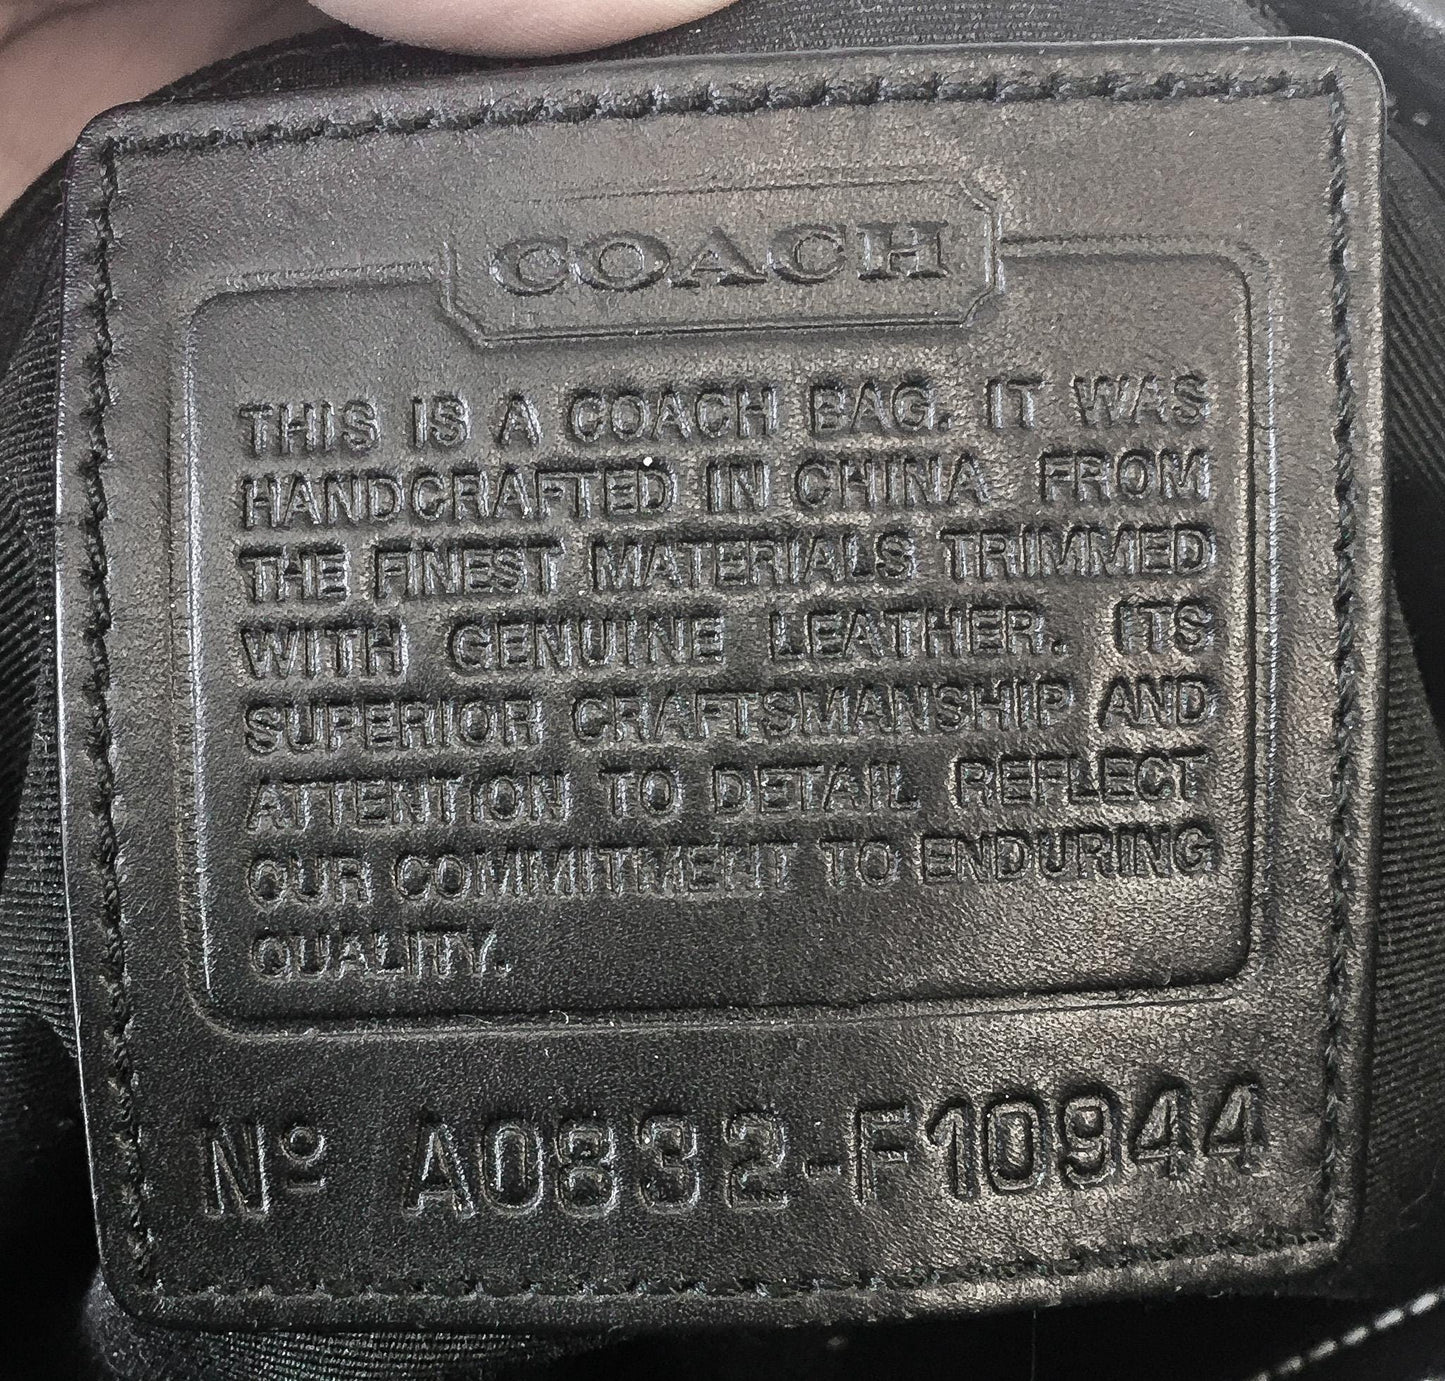 COACH
THIS IS A COACH BAG. IT WAS
HANDCRAFTED IN CHINA FROM
THE FINEST MATERIALS TRIMMED
WITH GENUINE LEATHER. ITS
SUPERIOR CRAFTSMANSHIP AND
ATTENTION TO DETAIL REFLECT
OUR COMMITMENT TO ENDURING
QUALITY.
Nº A0832-F10944